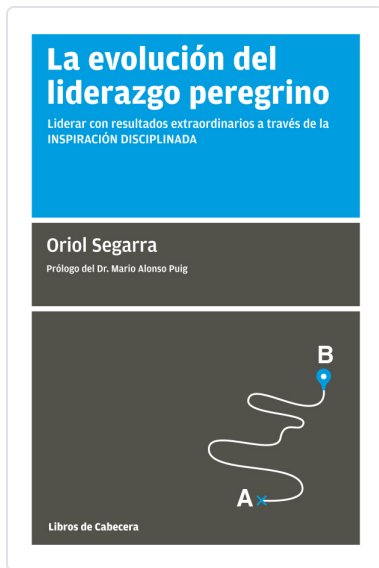 La evolución del
liderazgo peregrino
Liderar con resultados extraordinarios a través de la
INSPIRACIÓN DISCIPLINADA
Oriol Segarra
Prólogo del Dr. Mario Alonso Puig
B
A
Libros de Cabecera